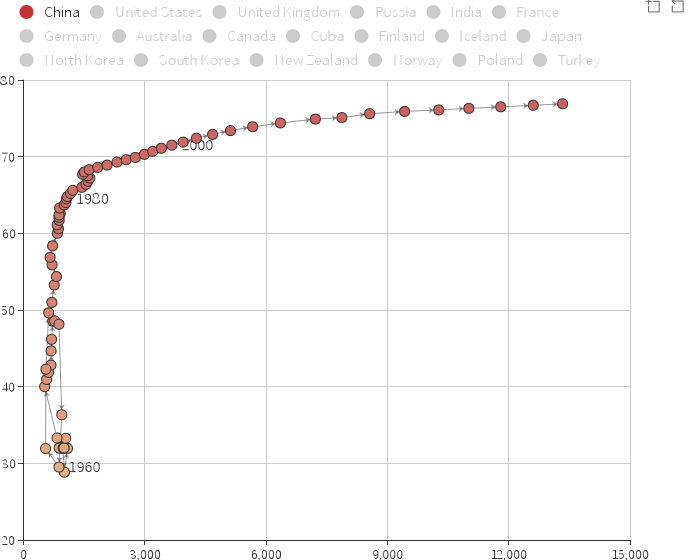 China United States United Kingdom Russia India France
Germany Australia Canada Cuba Finland Iceland Japan
North Korea South Korea New Zealand Norway Poland Turkey
80
70
2000
1980
60
50
40
1960
30
20
0 3,000 6,000 9,000 12,000 15,000